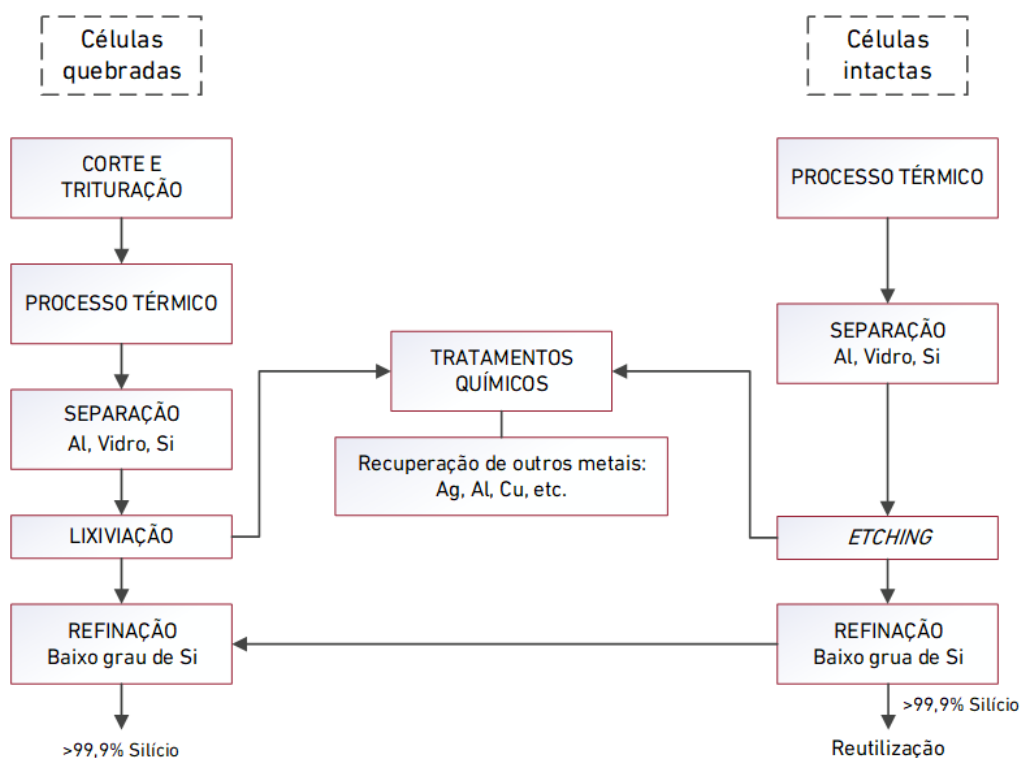 Células
quebradas
CORTE E
TRITURAÇÃO
PROCESSO TÉRMICO
SEPARAÇÃO
Al, Vidro, Si
LIXIVIAÇÃO
REFINAÇÃO
Baixo grau de Si
>99,9% Silício
TRATAMENTOS
QUÍMICOS
Recuperação de outros metais:
Ag, Al, Cu, etc.
Células
intactas
PROCESSO TÉRMICO
SEPARAÇÃO
Al, Vidro, Si
ETCHING
REFINAÇÃO
Baixo grua de Si
>99,9% Silício
Reutilização